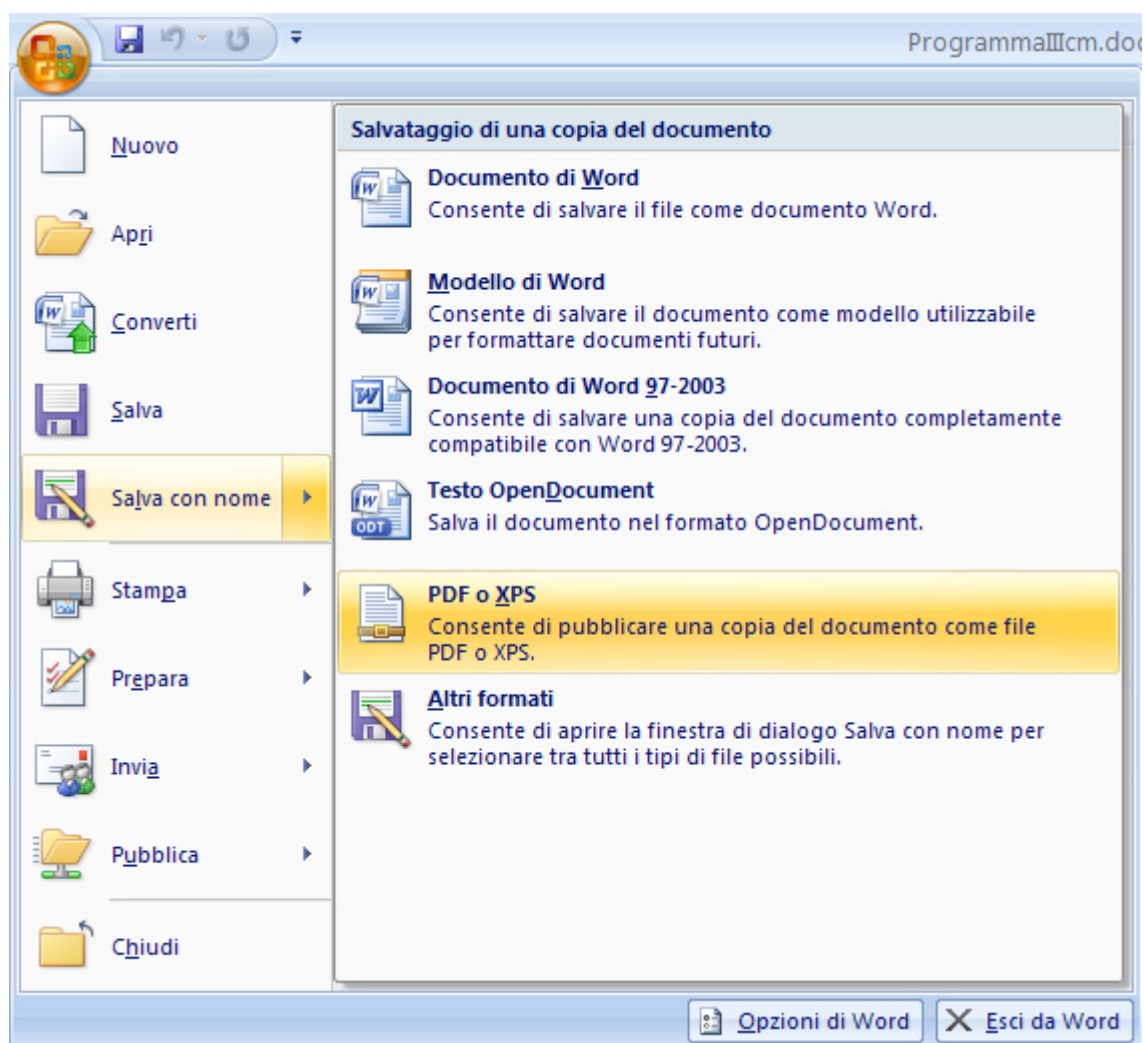 ProgrammaIIIcm.doc
Nuovo
Apri
Converti
Salva
Salva con nome
Stampa
Prepara
Invia
Pubblica
Chiudi
Salvataggio di una copia del documento
Documento di Word
Consente di salvare il file come documento Word.
Modello di Word
Consente di salvare il documento come modello utilizzabile
per formattare documenti futuri.
Documento di Word 97-2003
Consente di salvare una copia del documento completamente
compatibile con Word 97-2003.
Testo OpenDocument
Salva il documento nel formato OpenDocument.
ODT
PDF o XPS
Consente di pubblicare una copia del documento come file
PDF o XPS.
Altri formati
Consente di aprire la finestra di dialogo Salva con nome per
selezionare tra tutti i tipi di file possibili.
Opzioni di Word
Esci da Word